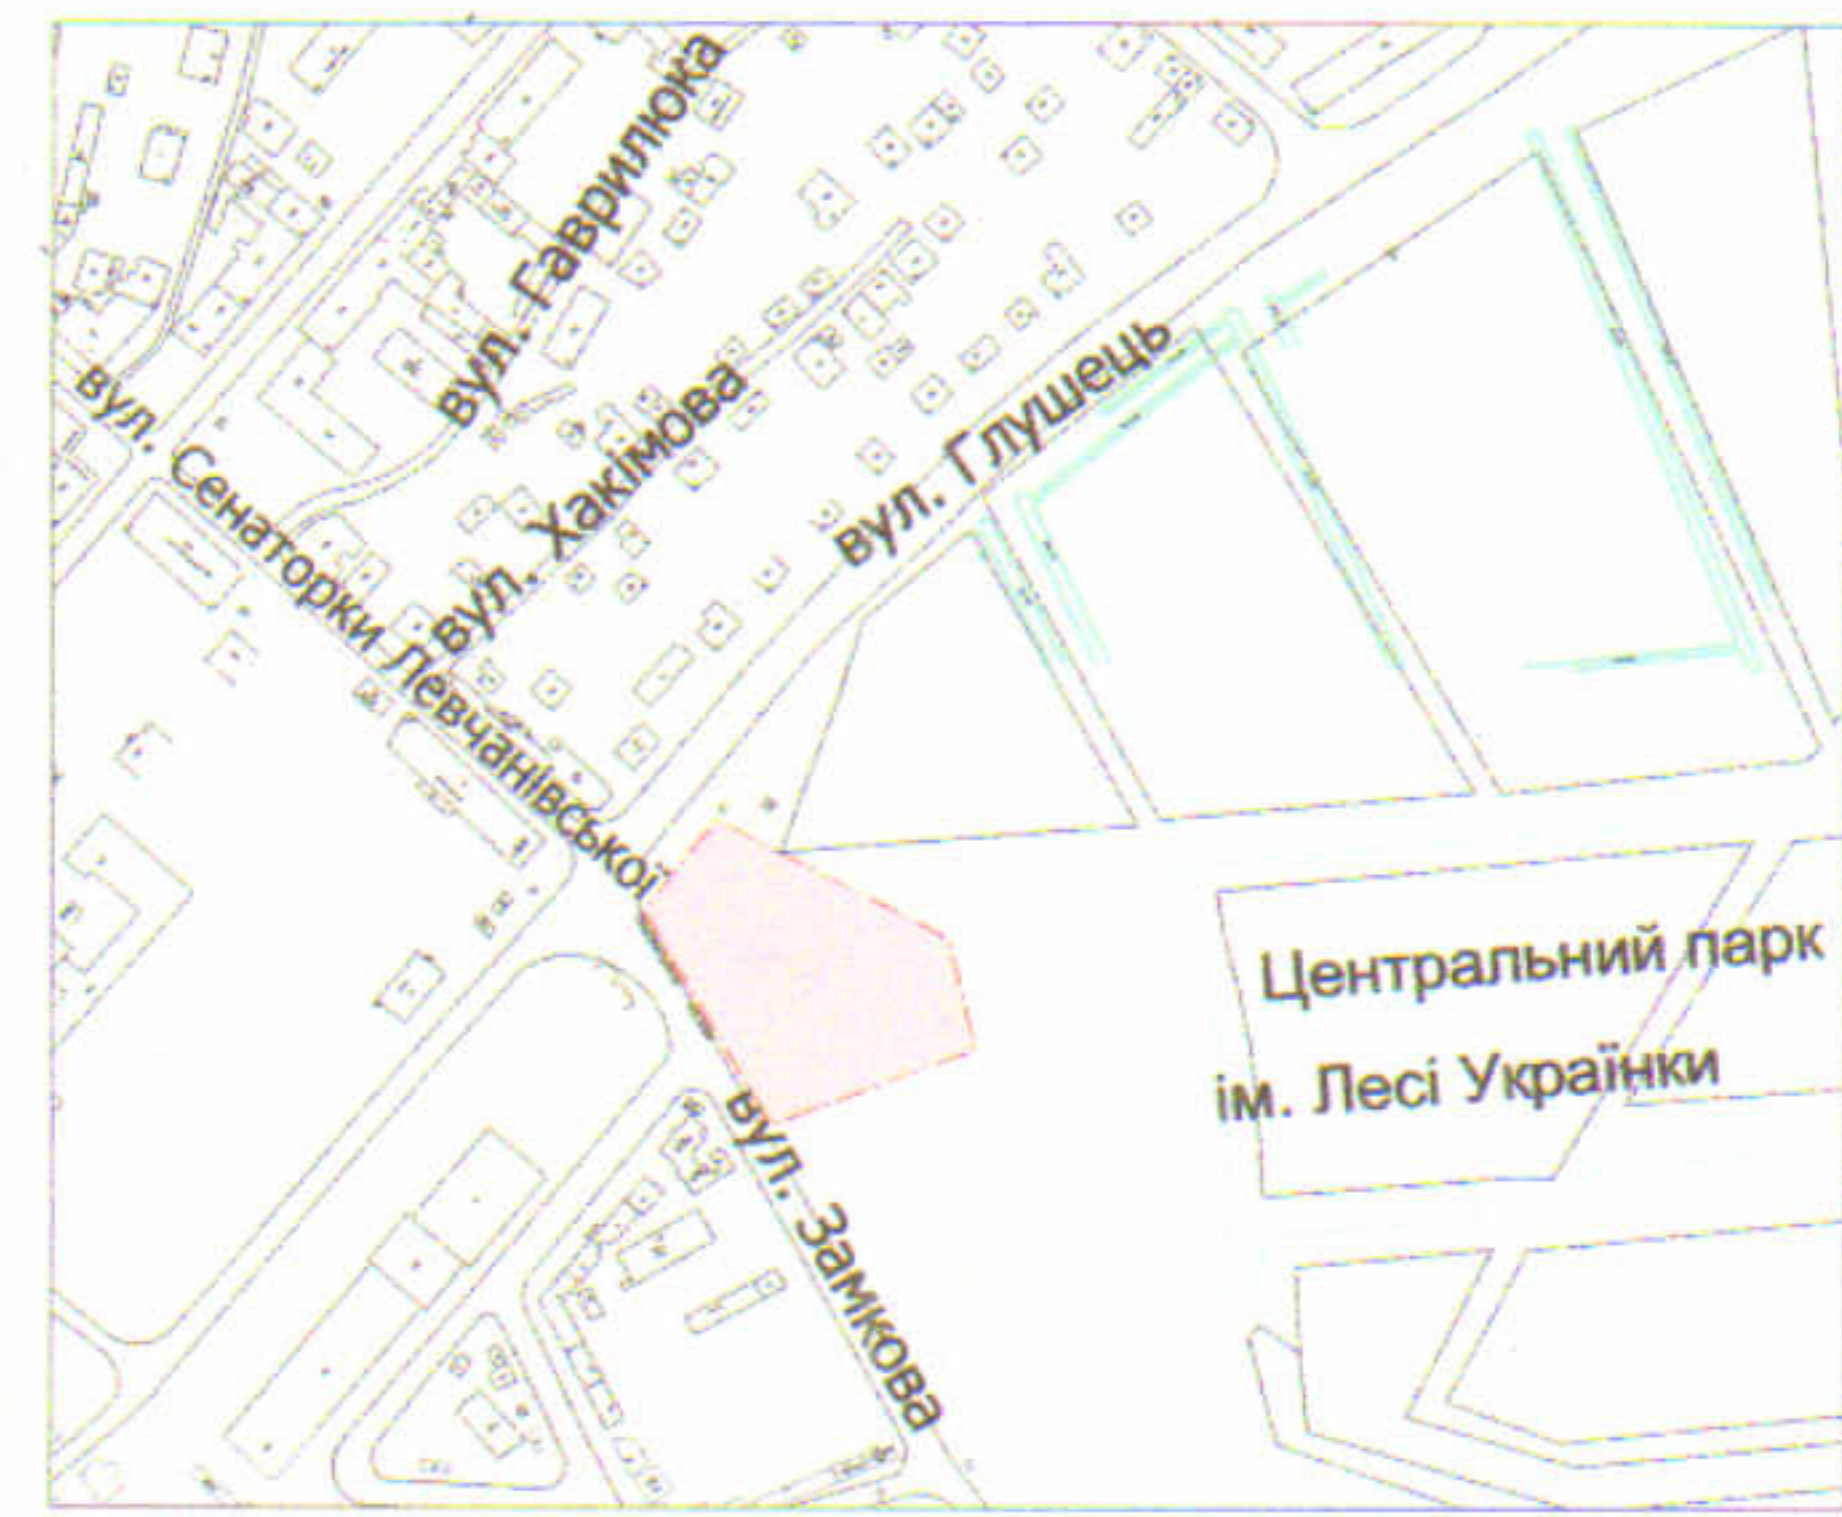 вул. Гаврилюка
вул. Хакімова
вул. Глушець
вул. Сенаторки Левчанівської
Центральний парк
ім. Лесі Українки
вул. Замкова